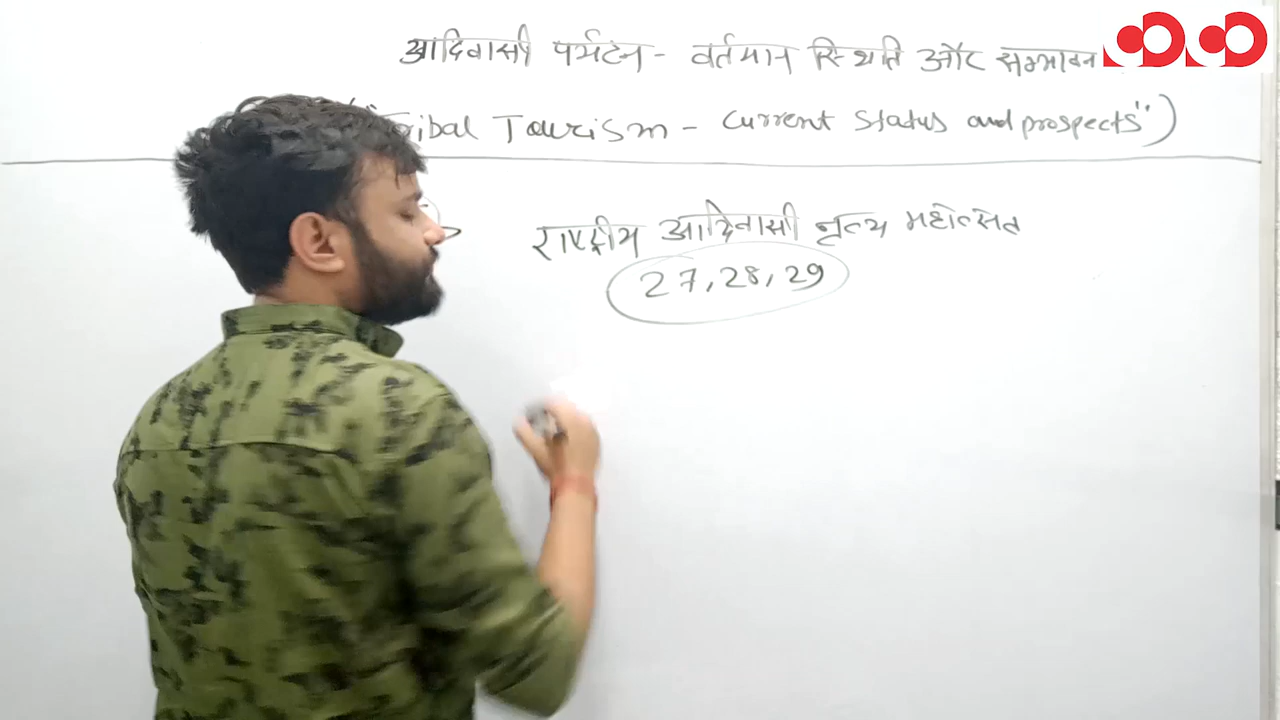 आदिवासी पर्यटन - वर्तमान स्थिति और सम्भावन
("Tribal Tourism - Current Status and prospects")
राष्ट्रीय आदिवासी नृत्य महोत्सव
27, 28, 29